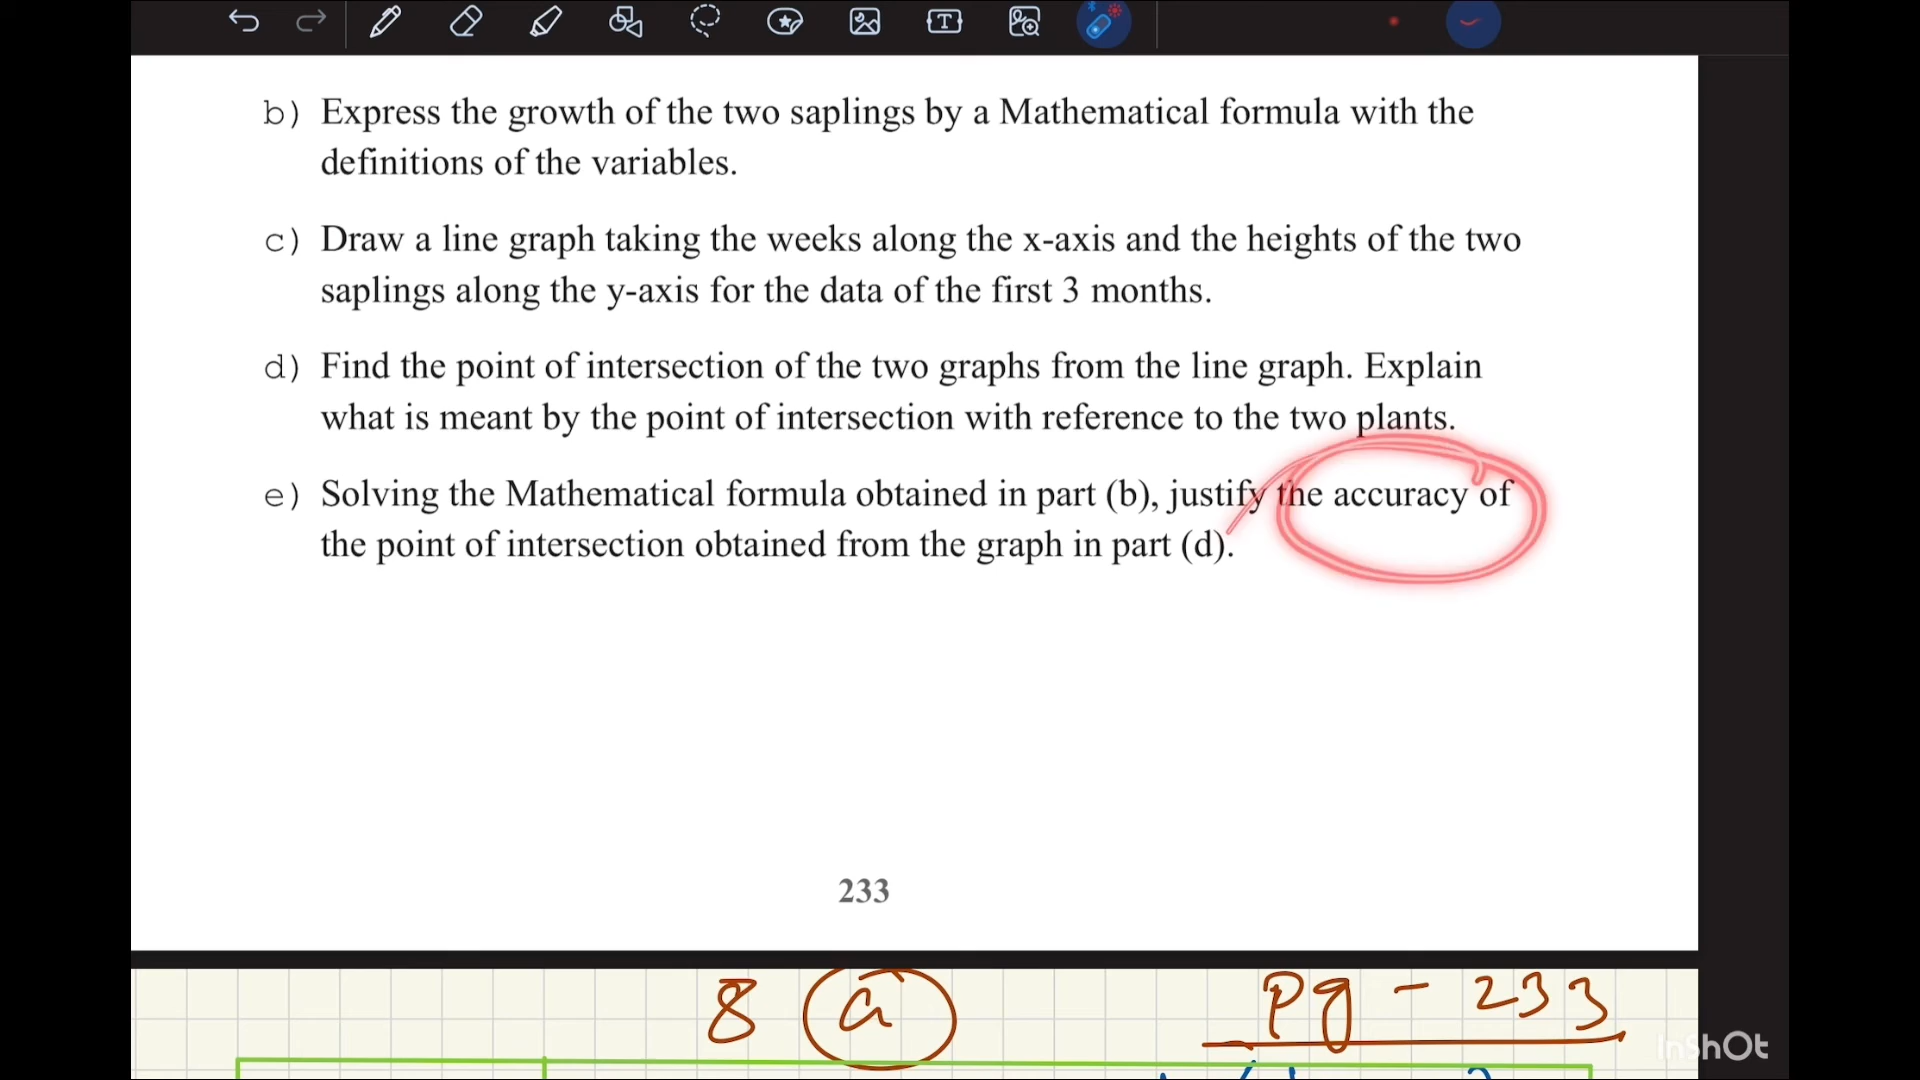 b) Express the growth of the two saplings by a Mathematical formula with the
definitions of the variables.
c) Draw a line graph taking the weeks along the x-axis and the heights of the two
saplings along the y-axis for the data of the first 3 months.
d) Find the point of intersection of the two graphs from the line graph. Explain
what is meant by the point of intersection with reference to the two plants.
e) Solving the Mathematical formula obtained in part (b), justify the accuracy of
the point of intersection obtained from the graph in part (d).
233
8 a pg - 233
InShOt